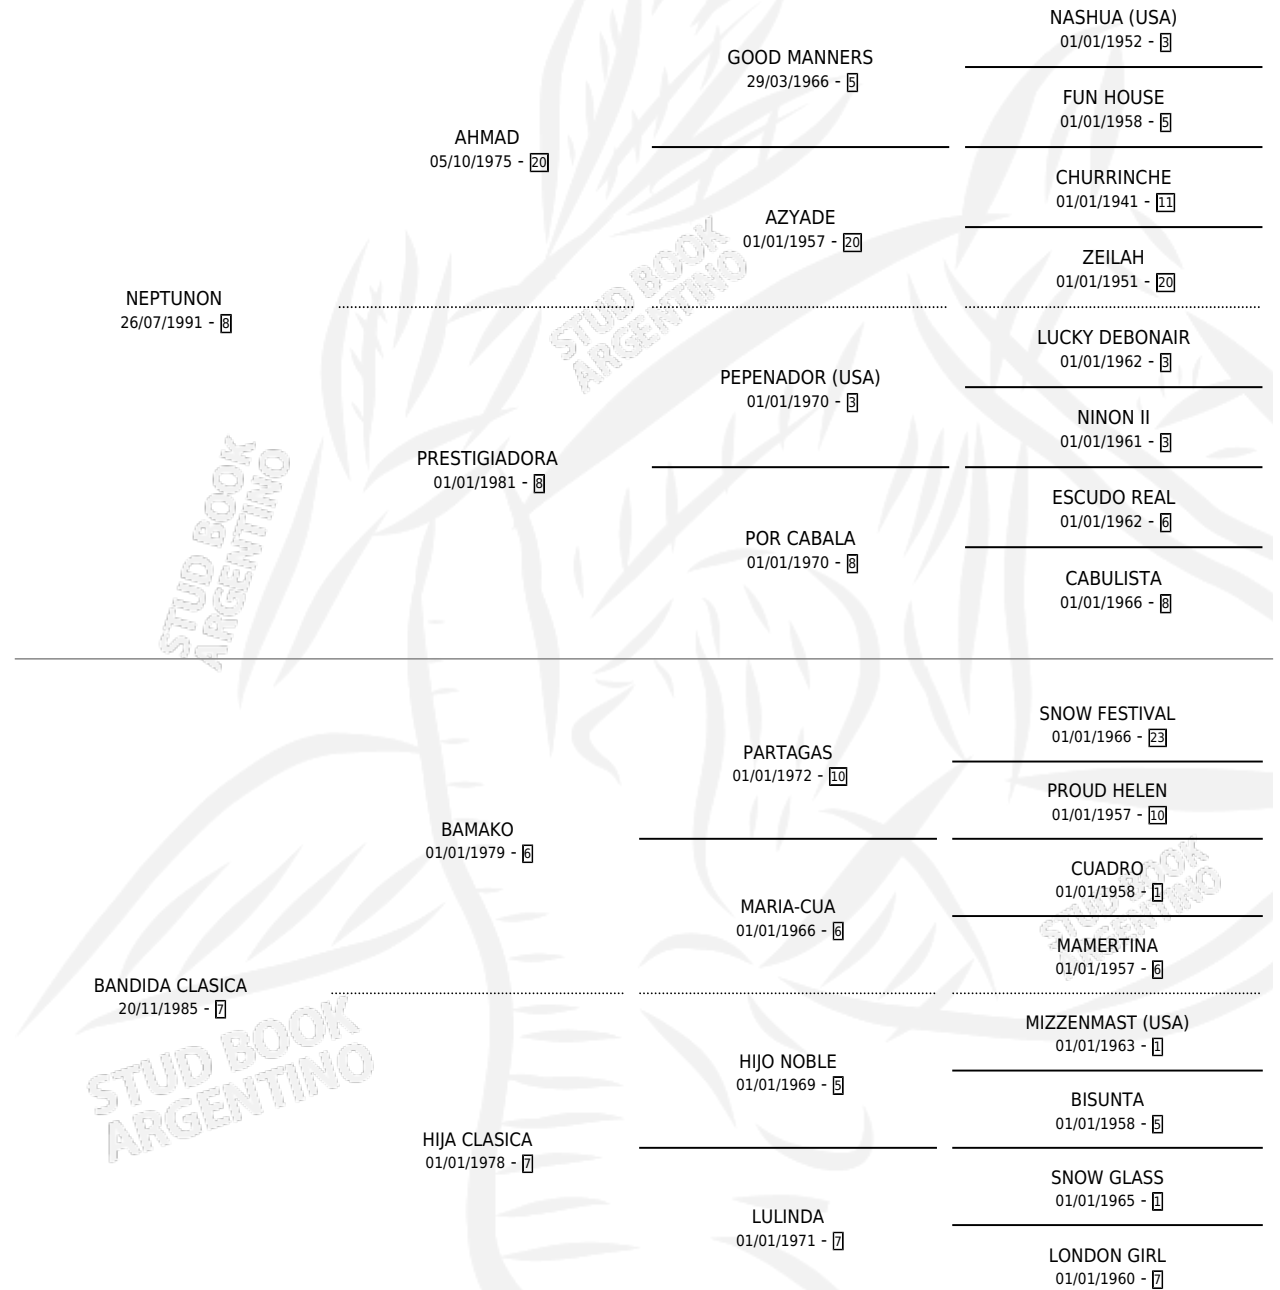 NASHUA (USA)
01/01/1952 - 3
GOOD MANNERS
29/03/1966 - 5
FUN HOUSE
01/01/1958 - 5
AHMAD
05/10/1975 - 20
CHURRINCHE
01/01/1941 - 11
AZYADE
01/01/1957 - 20
ZEILAH
01/01/1951 - 20
NEPTUNON
26/07/1991 - 8
LUCKY DEBONAIR
01/01/1962 - 3
PEPENADOR (USA)
01/01/1970 - 3
NINON II
01/01/1961 - 3
PRESTIGIADORA
01/01/1981 - 8
ESCUDO REAL
01/01/1962 - 6
POR CABALA
01/01/1970 - 8
CABULISTA
01/01/1966 - 8
SNOW FESTIVAL
01/01/1966 - 23
PARTAGAS
01/01/1972 - 10
PROUD HELEN
01/01/1957 - 10
BAMAKO
01/01/1979 - 6
CUADRO
01/01/1958 - 1
MARIA-CUA
01/01/1966 - 6
MAMERTINA
01/01/1957 - 6
BANDIDA CLASICA
20/11/1985 - 7
MIZZENMAST (USA)
01/01/1963 - 1
HIJO NOBLE
01/01/1969 - 5
BISUNTA
01/01/1958 - 5
HIJA CLASICA
01/01/1978 - 7
SNOW GLASS
01/01/1965 - 1
LULINDA
01/01/1971 - 7
LONDON GIRL
01/01/1960 - 7
STUD BOOK
ARGENTINO
STUD BOOK
ARGENTINO
STUD BOOK
ARGENTINO
STUD BOOK
ARGENTINO